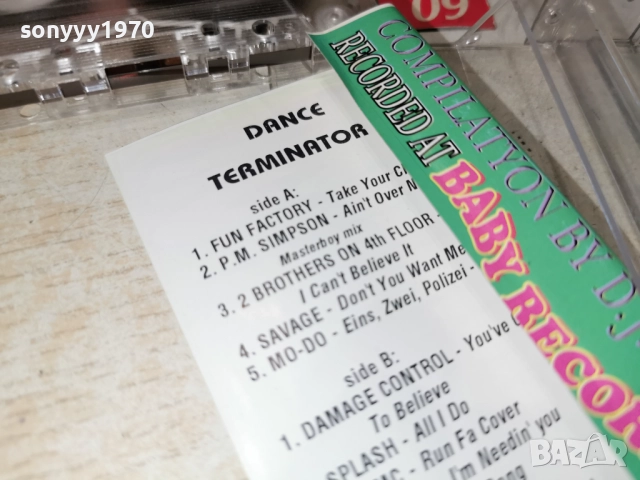 sonyyy1970
09
COMPILATYON BY D.J
RECORDED AT
BABY RECOR
DANCE
TERMINATOR
side A:
1. FUN FACTORY - Take Your
2. P.M. SIMPSON - Ain't Over
Masterboy mix
3. 2 BROTHERS ON 4th FLOOR -
I Can't Believe It
4. SAVAGE - Don't You Want Me
5. MO-DO - Eins, Zwei, Polizei -
side B:
1. DAMAGE CONTROL - You've
To Believe
SPLASH - All I Do
MC - Run Fa Cover
I'm Needin' you
BAZAR
bg